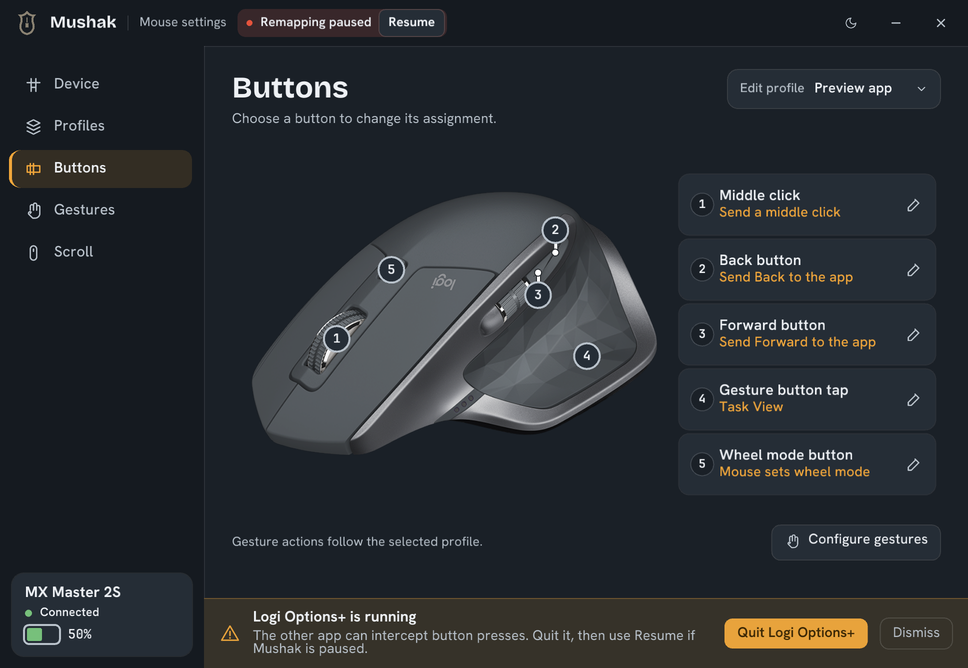 Mushak
Mouse settings
Remapping paused
Resume
Device
Profiles
Buttons
Gestures
Scroll
Buttons
Choose a button to change its assignment.
Edit profile Preview app
logi
1
2
3
4
5
1 Middle click
Send a middle click
2 Back button
Send Back to the app
3 Forward button
Send Forward to the app
4 Gesture button tap
Task View
5 Wheel mode button
Mouse sets wheel mode
Gesture actions follow the selected profile.
Configure gestures
MX Master 2S
Connected
50%
Logi Options+ is running
The other app can intercept button presses. Quit it, then use Resume if
Mushak is paused.
Quit Logi Options+
Dismiss